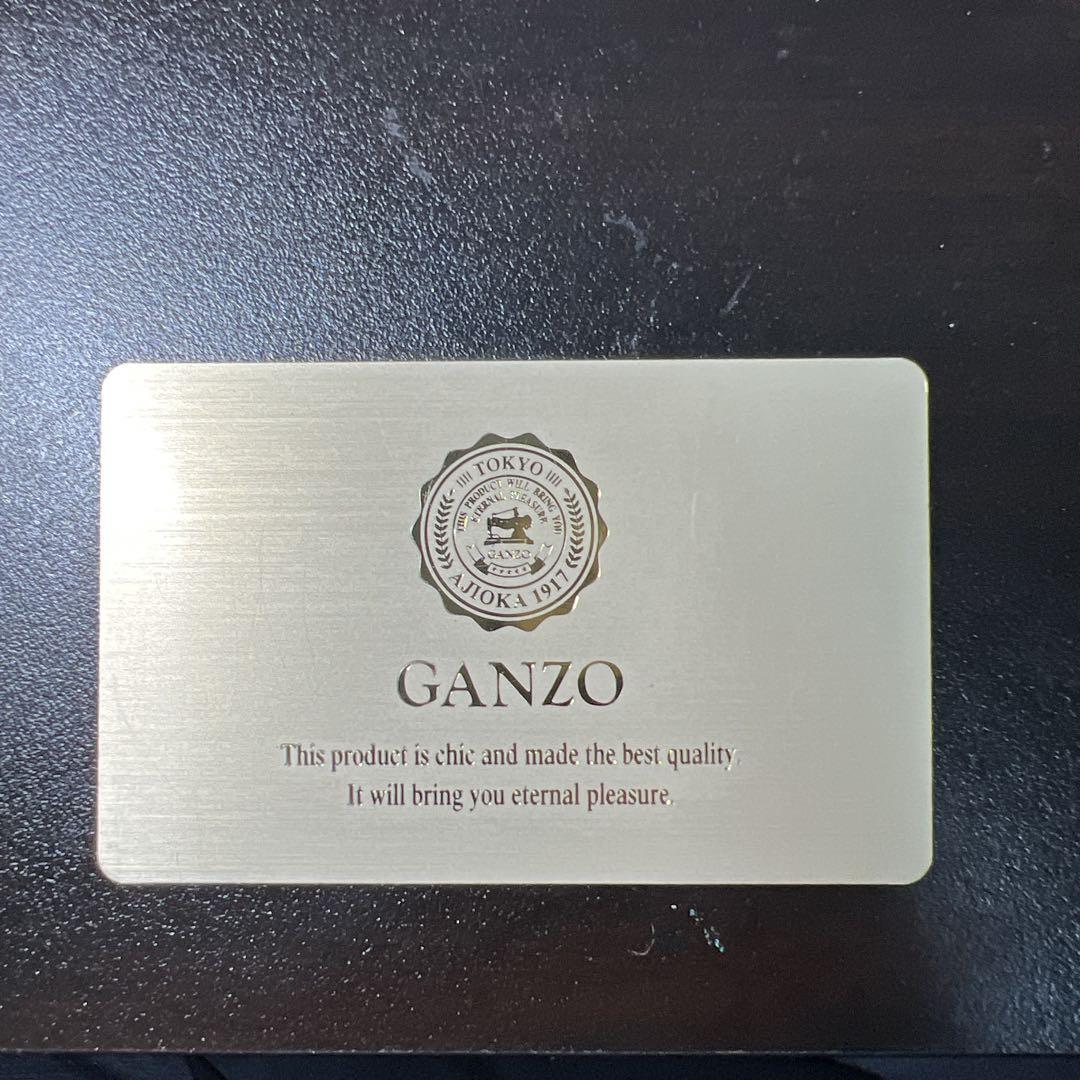 TOKYO
THIS PRODUCT WILL BRING YOU
ETERNAL PLEASURE
GANZO
AJIOKA 1917
GANZO
This product is chic and made the best quality.
It will bring you eternal pleasure.